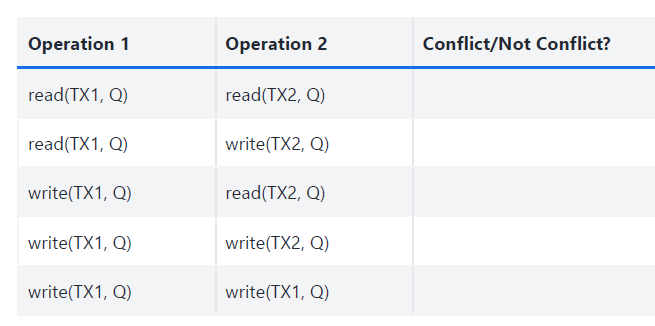 Operation 1 Operation 2 Conflict/Not Conflict?
read(TX1, Q) read(TX2, Q)
read(TX1, Q) write(TX2, Q)
write(TX1, Q) read(TX2, Q)
write(TX1, Q) write(TX2, Q)
write(TX1, Q) write(TX1, Q)